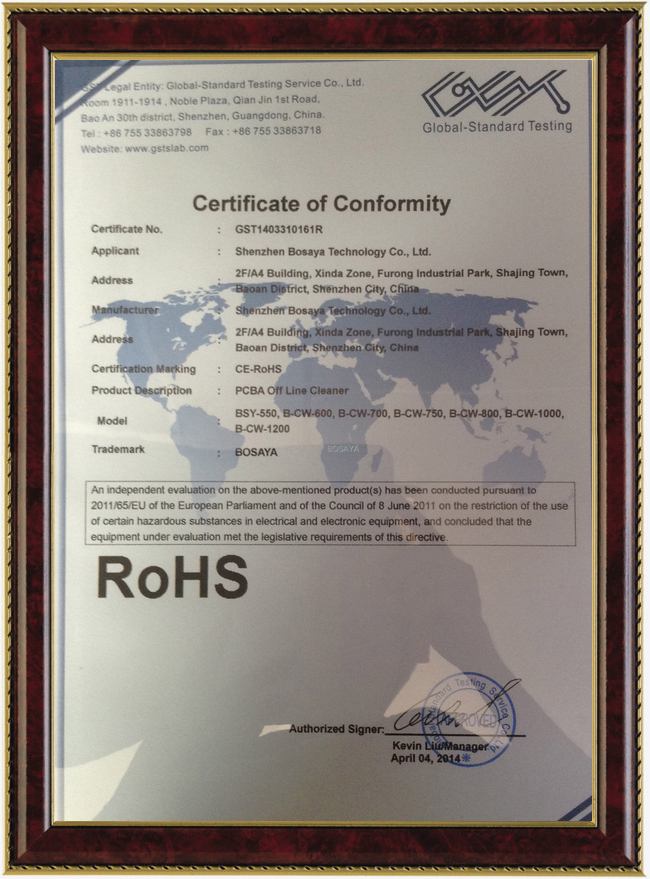 GST Legal Entity: Global-Standard Testing Service Co., Ltd.
Room 1911-1914 , Noble Plaza, Qian Jin 1st Road,
Bao An 30th district, Shenzhen, Guangdong, China.
Tel : +86 755 33863798 Fax : +86 755 33863718
Website: www.gstslab.com
GST
Global-Standard Testing
Certificate of Conformity
Certificate No. : GST1403310161R
Applicant : Shenzhen Bosaya Technology Co., Ltd.
Address : 2F/A4 Building, Xinda Zone, Furong Industrial Park, Shajing Town,
Baoan District, Shenzhen City, China
Manufacturer : Shenzhen Bosaya Technology Co., Ltd.
Address : 2F/A4 Building, Xinda Zone, Furong Industrial Park, Shajing Town,
Baoan District, Shenzhen City, China
Certification Marking : CE-RoHS
Product Description : PCBA Off Line Cleaner
Model : BSY-550, B-CW-600, B-CW-700, B-CW-750, B-CW-800, B-CW-1000,
B-CW-1200
Trademark : BOSAYA
BOSAYA
An independent evaluation on the above-mentioned product(s) has been conducted pursuant to
2011/65/EU of the European Parliament and of the Council of 8 June 2011 on the restriction of the use
of certain hazardous substances in electrical and electronic equipment, and concluded that the
equipment under evaluation met the legislative requirements of this directive.
RoHS
Standard Testing Service Co., Ltd
APPROVED
Authorized Signer:
Kevin Liu/Manager
April 04, 2014